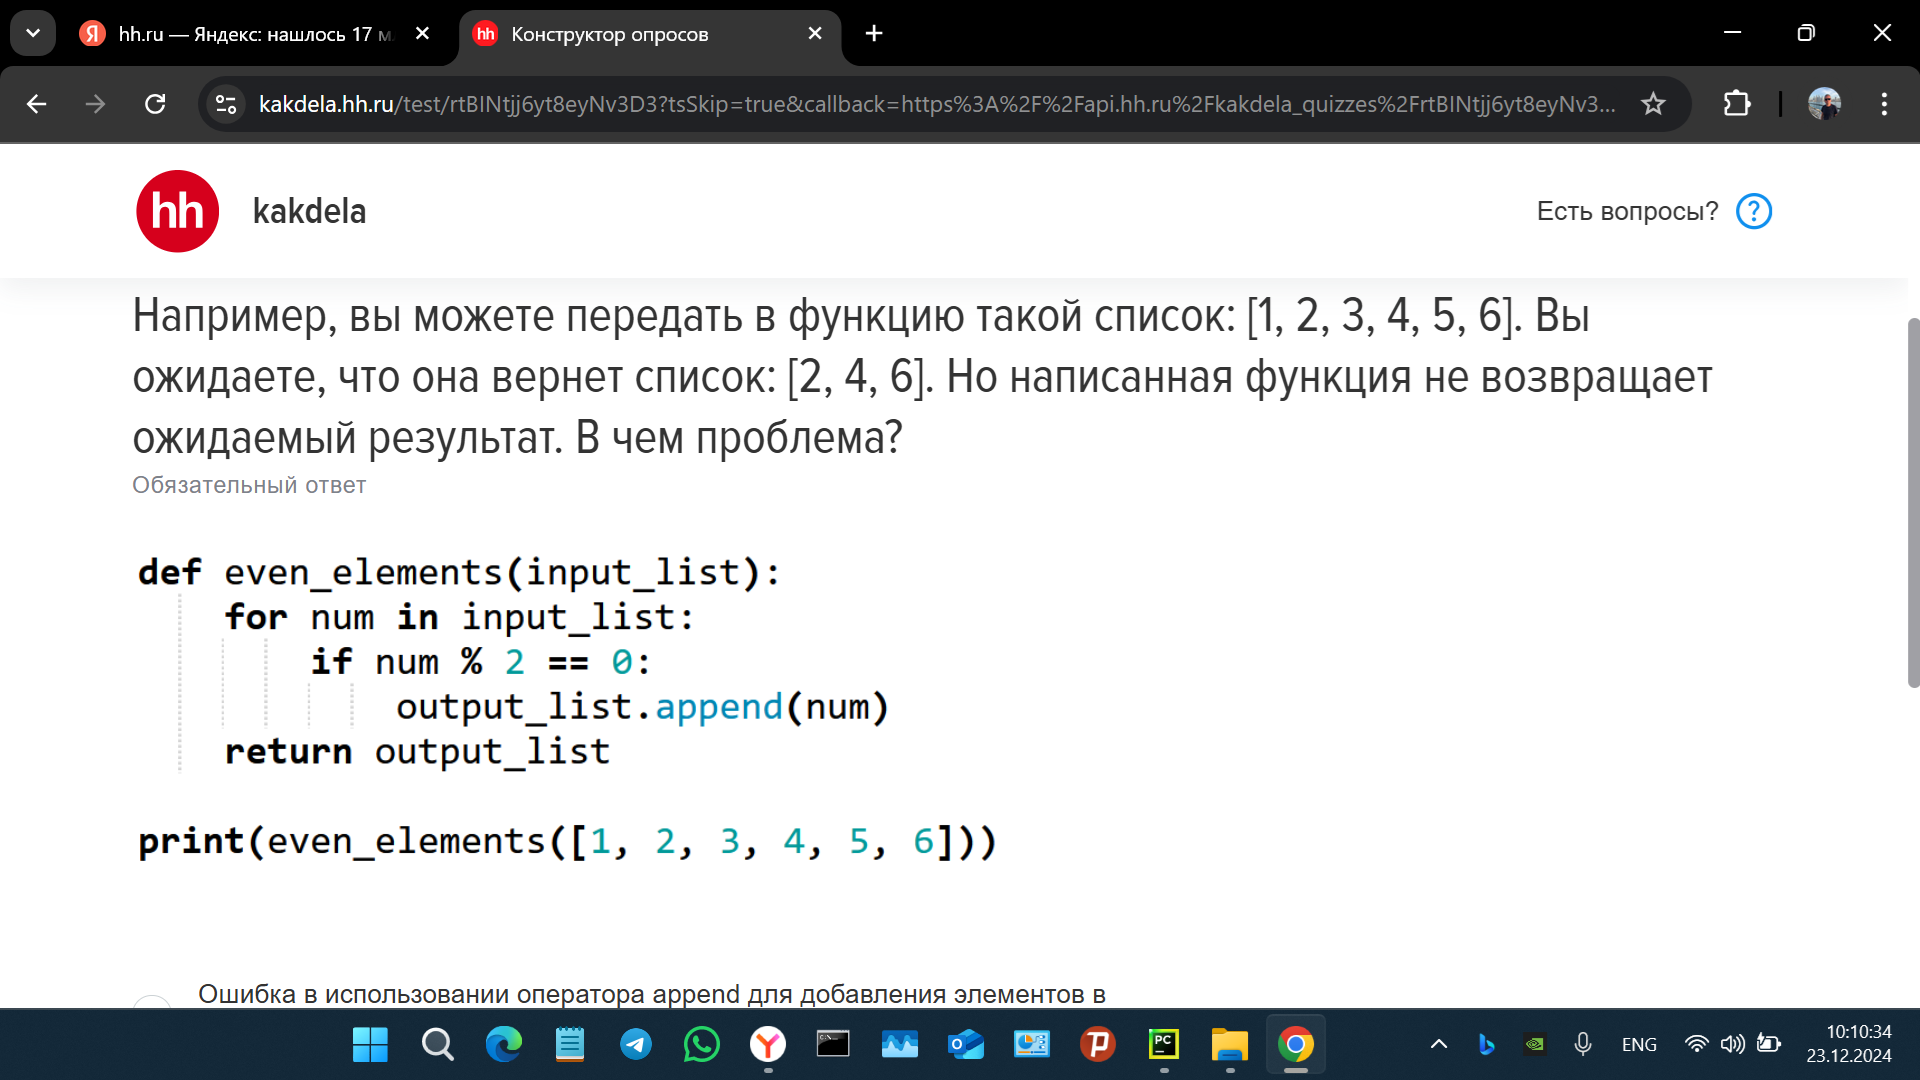 hh.ru — Яндекс: нашлось 17 м
Конструктор опросов
kakdela.hh.ru/test/rtBINtjj6yt8eyNv3D3?tsSkip=true&callback=https%3A%2F%2Fapi.hh.ru%2Fkakdela_quizzes%2FrtBINtjj6yt8eyNv3...
hh kakdela
Есть вопросы? ?
Например, вы можете передать в функцию такой список: [1, 2, 3, 4, 5, 6]. Вы
ожидаете, что она вернет список: [2, 4, 6]. Но написанная функция не возвращает
ожидаемый результат. В чем проблема?
Обязательный ответ
def even_elements(input_list):
    for num in input_list:
        if num % 2 == 0:
            output_list.append(num)
    return output_list
print(even_elements([1, 2, 3, 4, 5, 6]))
Ошибка в использовании оператора append для добавления элементов в
ENG
10:10:34
23.12.2024